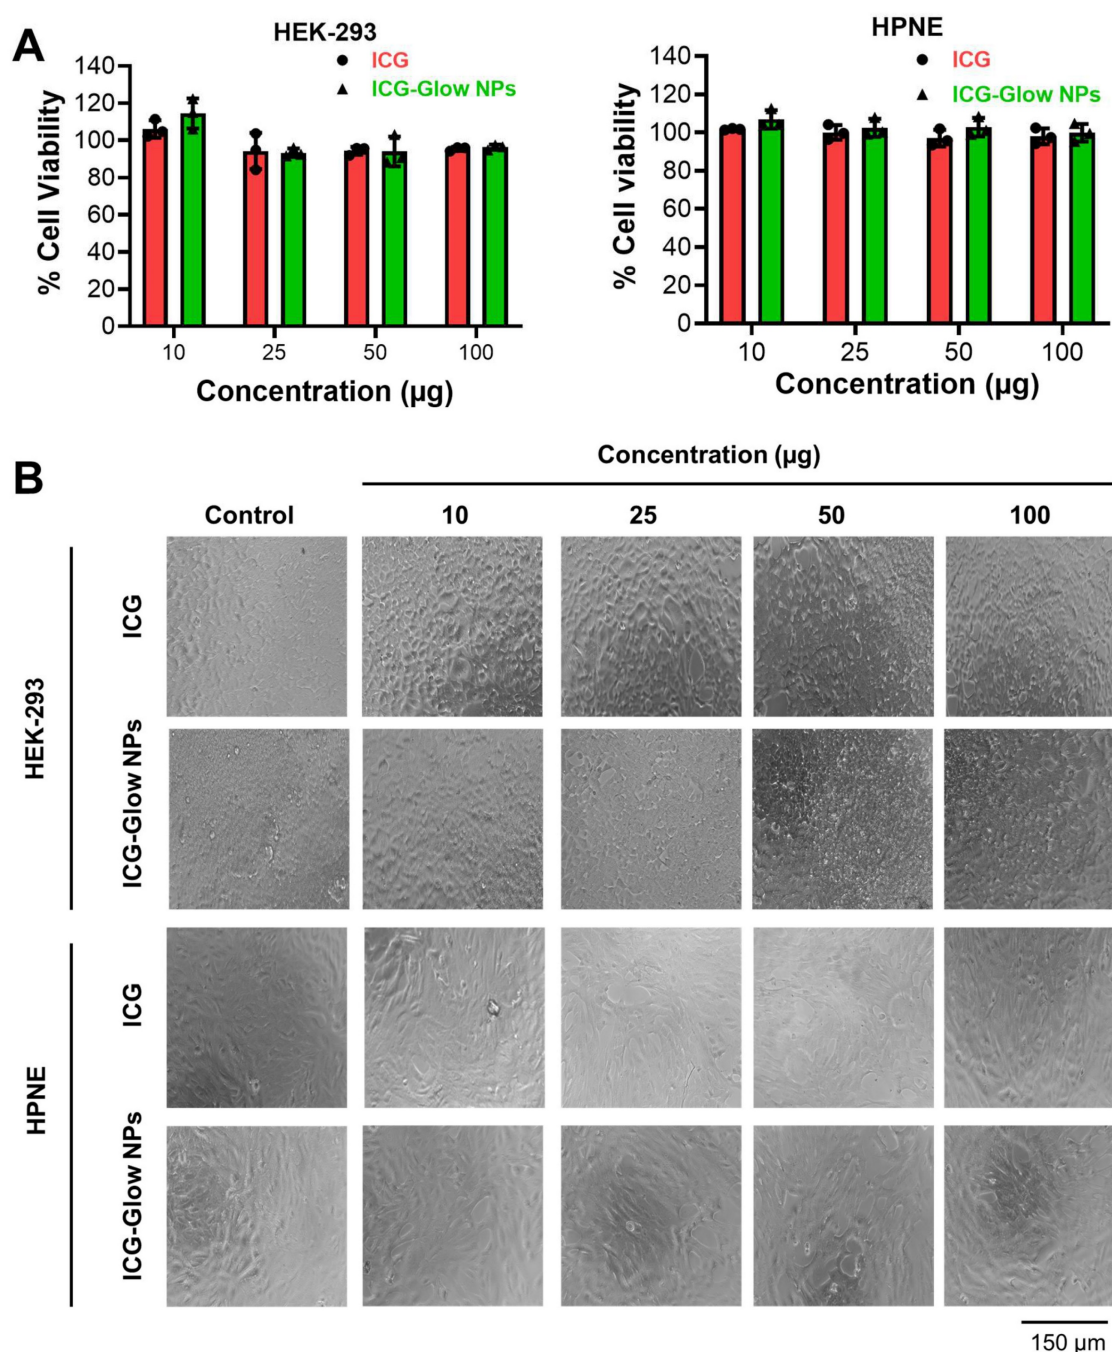 A
HEK-293
ICG
ICG-Glow NPs
% Cell Viability
140
120
100
80
60
40
20
0
10 25 50 100
Concentration (µg)
HPNE
ICG
ICG-Glow NPs
% Cell viability
140
120
100
80
60
40
20
0
10 25 50 100
Concentration (µg)
B
Concentration (µg)
Control 10 25 50 100
HEK-293
ICG
ICG-Glow NPs
HPNE
ICG
ICG-Glow NPs
150 µm